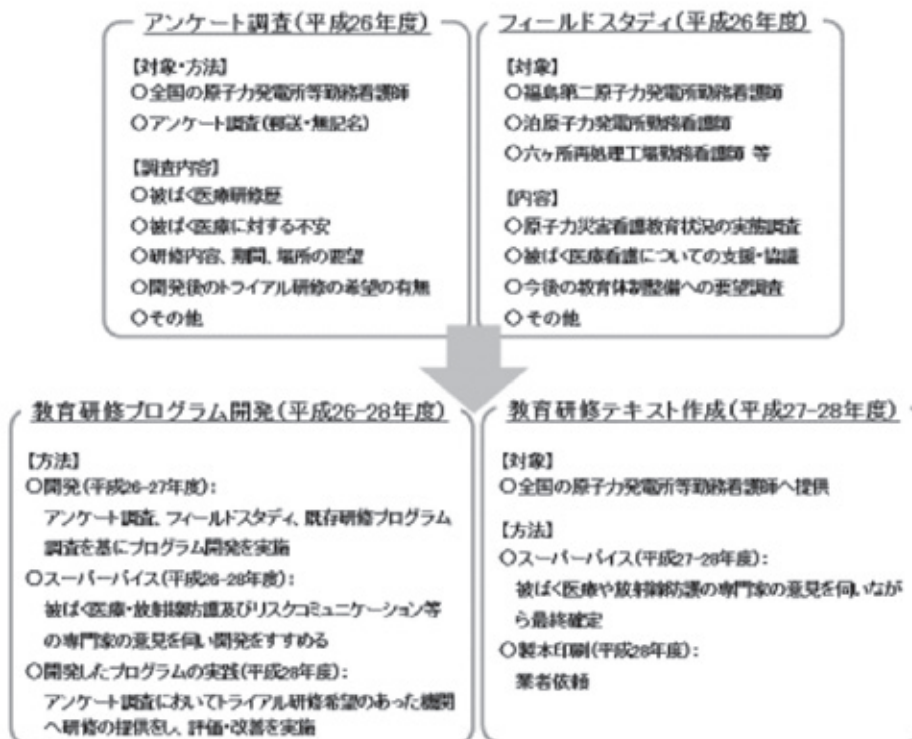 アンケート調査(平成26年度)
【対象・方法】
○全国の原子力発電所等勤務看護師
○アンケート調査(郵送・無記名)
【調査内容】
○被ばく医療研修歴
○被ばく医療に対する不安
○研修内容、期間、場所の要望
○開発後のトライアル研修の希望の有無
○その他
フィールドスタディ(平成26年度)
【対象】
○福島第二原子力発電所勤務看護師
○泊原子力発電所勤務看護師
○六ヶ所再処理工場勤務看護師 等
【内容】
○原子力災害看護教育状況の実態調査
○被ばく医療看護についての支援・協議
○今後の教育体制整備への要望調査
○その他
教育研修プログラム開発(平成26-28年度)
【方法】
○開発(平成26-27年度):
アンケート調査、フィールドスタディ、既存研修プログラム
調査を基にプログラム開発を実施
○スーパーバイス(平成26-28年度):
被ばく医療・放射線防護及びリスクコミュニケーション等
の専門家の意見を伺い開発をすすめる
○開発したプログラムの実践(平成28年度):
アンケート調査においてトライアル研修希望のあった機関
へ研修の提供をし、評価・改善を実施
教育研修テキスト作成(平成27-28年度)
【対象】
○全国の原子力発電所等勤務看護師へ提供
【方法】
○スーパーバイス(平成27-28年度):
被ばく医療や放射線防護の専門家の意見を伺いなが
ら最終確定
○製本印刷(平成28年度):
業者依頼